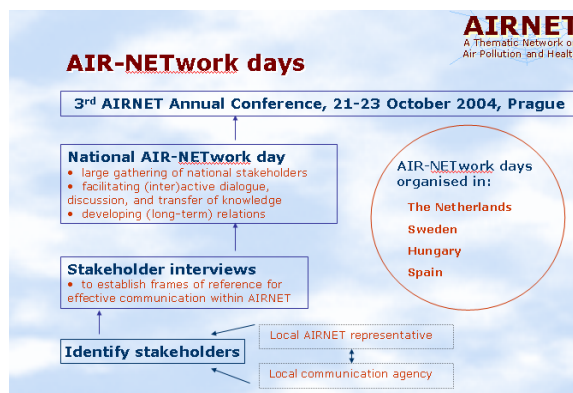 AIRNET
A Thematic Network o
Air Pollution and Healt
AIR-NETwork days
3rd AIRNET Annual Conference, 21-23 October 2004, Prague
National AIR-NETwork day
• large gathering of national stakeholders
• facilitating (inter)active dialogue,
discussion, and transfer of knowledge
• developing (long-term) relations
AIR-NETwork days
organised in:
The Netherlands
Sweden
Hungary
Spain
Stakeholder interviews
• to establish frames of reference for
effective communication within AIRNET
Identify stakeholders
Local AIRNET representative
Local communication agency